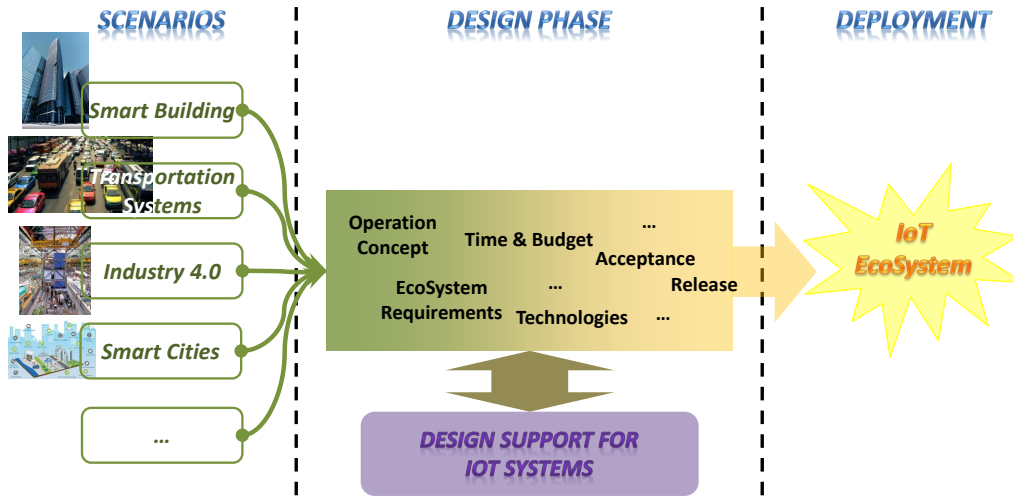 SCENARIOS
DESIGN PHASE
DEPLOYMENT
Smart Building
Transportation
Systems
Industry 4.0
Smart Cities
...
Operation
Concept
Time & Budget
...
Acceptance
EcoSystem
Requirements
...
Release
Technologies
...
IoT
EcoSystem
DESIGN SUPPORT FOR
IOT SYSTEMS